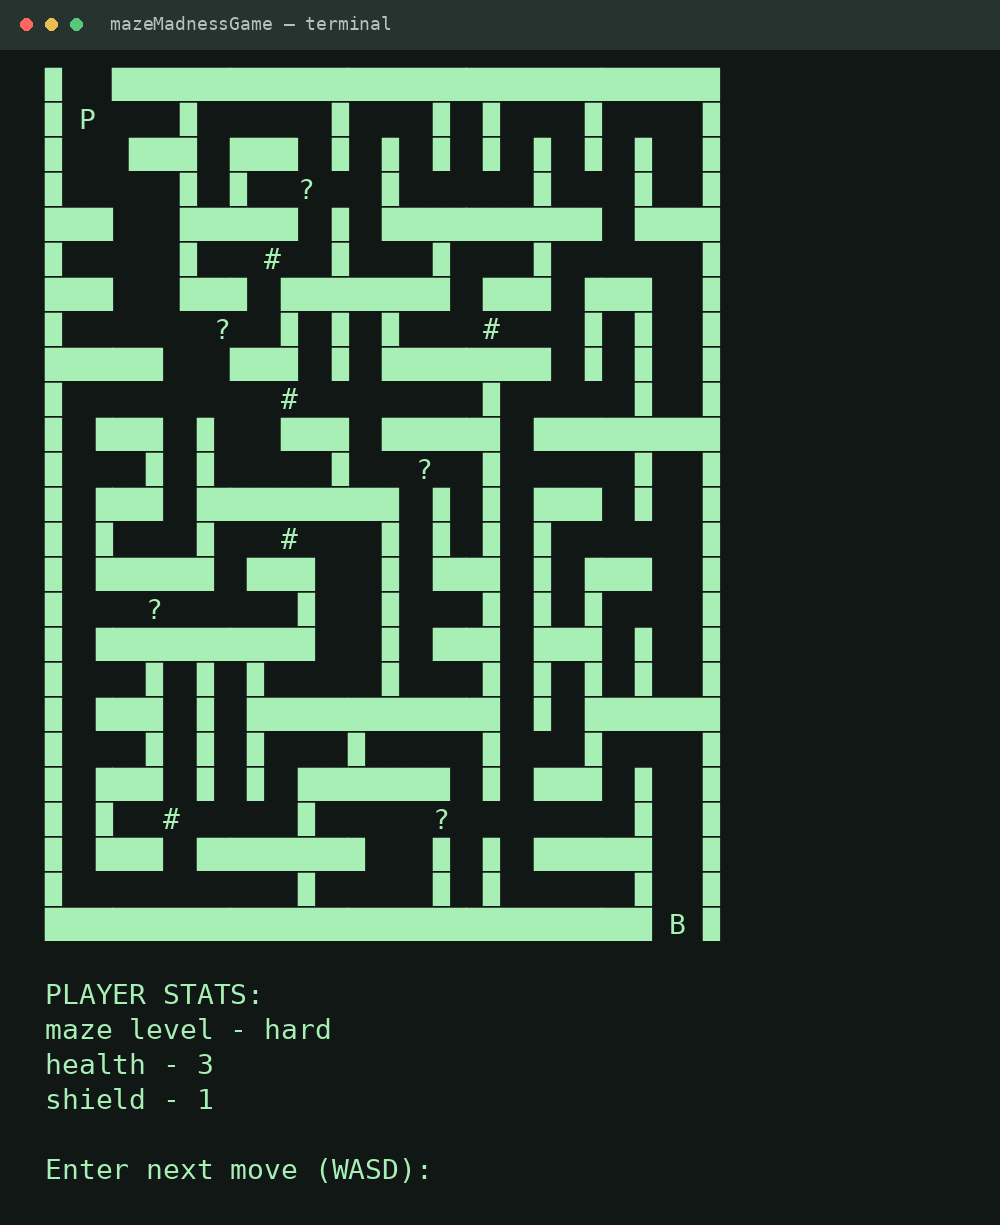 mazeMadnessGame — terminal
P
?
#
?
#
#
?
#
?
#
?
B
PLAYER STATS:
maze level - hard
health - 3
shield - 1
Enter next move (WASD):